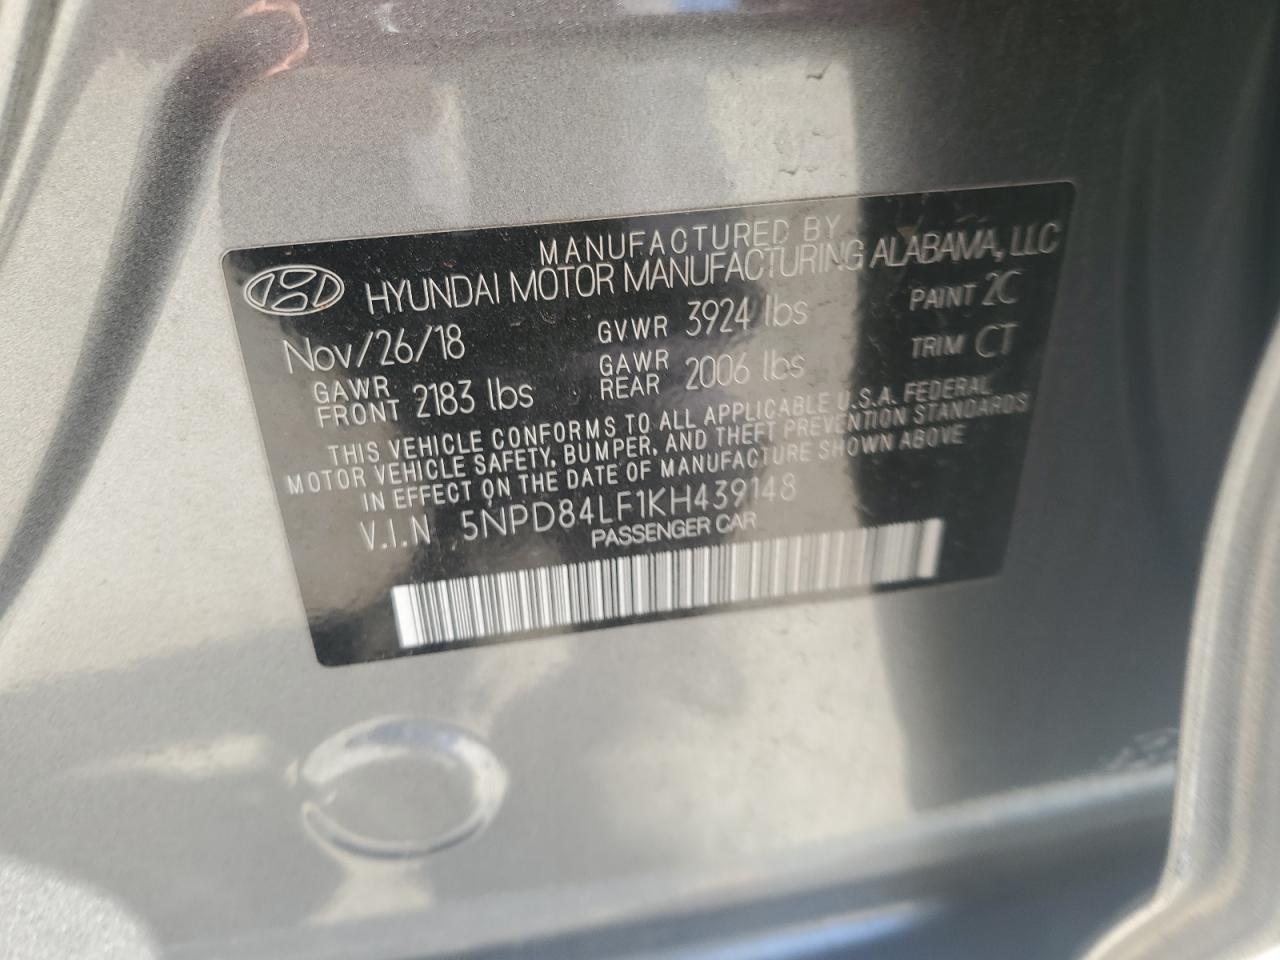 MANUFACTURED BY
HYUNDAI MOTOR MANUFACTURING ALABAMA, LLC
Nov/26/18 GVWR 3924 lbs PAINT 2C
GAWR FRONT 2183 lbs GAWR REAR 2006 lbs TRIM CT
THIS VEHICLE CONFORMS TO ALL APPLICABLE U.S.A. FEDERAL
MOTOR VEHICLE SAFETY, BUMPER, AND THEFT PREVENTION STANDARDS
IN EFFECT ON THE DATE OF MANUFACTURE SHOWN ABOVE
V.I.N 5NPD84LF1KH439148
PASSENGER CAR